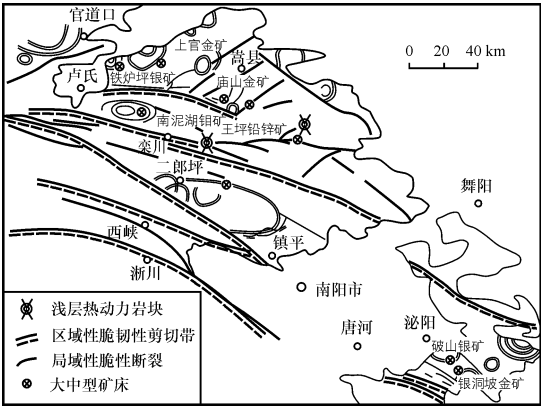 官道口
上官金矿
嵩县
0 20 40 km
铁炉坪银矿
卢氏
庙山金矿
南泥湖钼矿
王坪铅锌矿
栾川
二郎坪
舞阳
西峡
镇平
淅川
南阳市
浅层热动力岩块
唐河
泌阳
区域性脆韧性剪切带
破山银矿
局域性脆性断裂
银洞坡金矿
大中型矿床